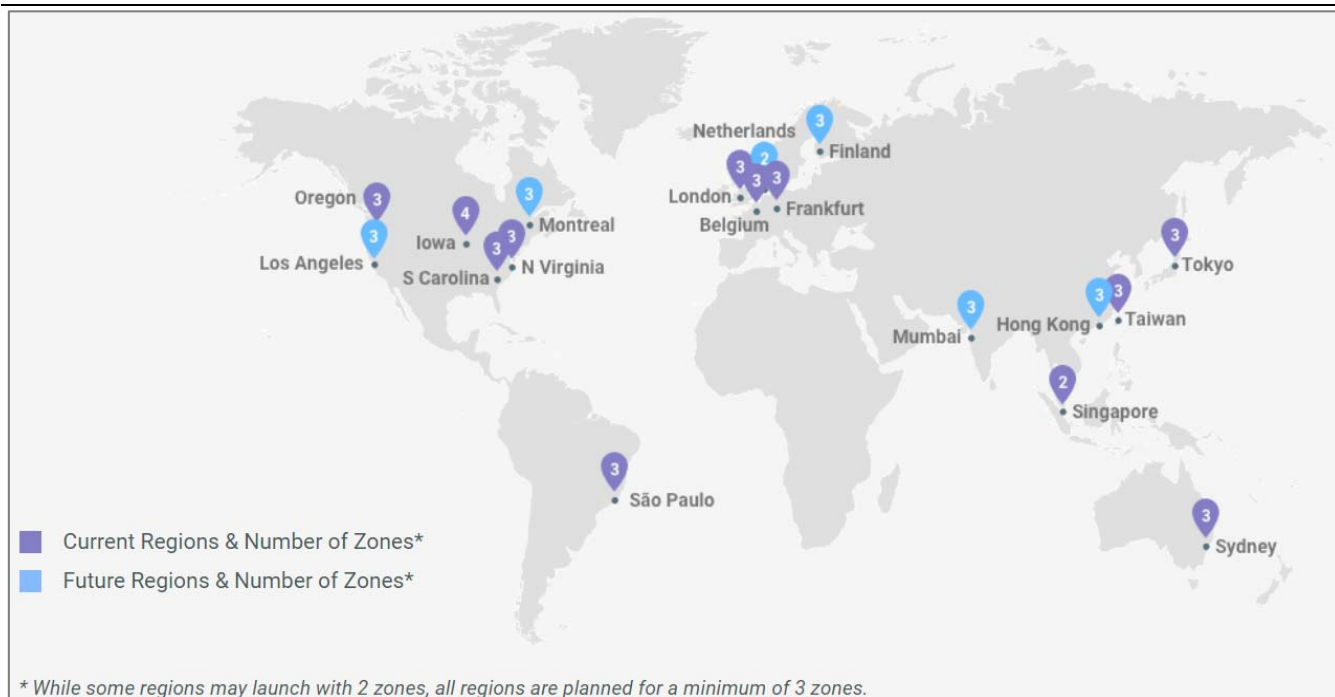 3
Netherlands
Finland
2
3
3
3
London
Frankfurt
Belgium
Oregon
3
4
3
Montreal
3
Iowa
3
3
Los Angeles
N Virginia
S Carolina
3
Tokyo
3
3
3
Mumbai
Hong Kong
Taiwan
2
Singapore
3
São Paulo
3
Sydney
Current Regions & Number of Zones*
Future Regions & Number of Zones*
* While some regions may launch with 2 zones, all regions are planned for a minimum of 3 zones.